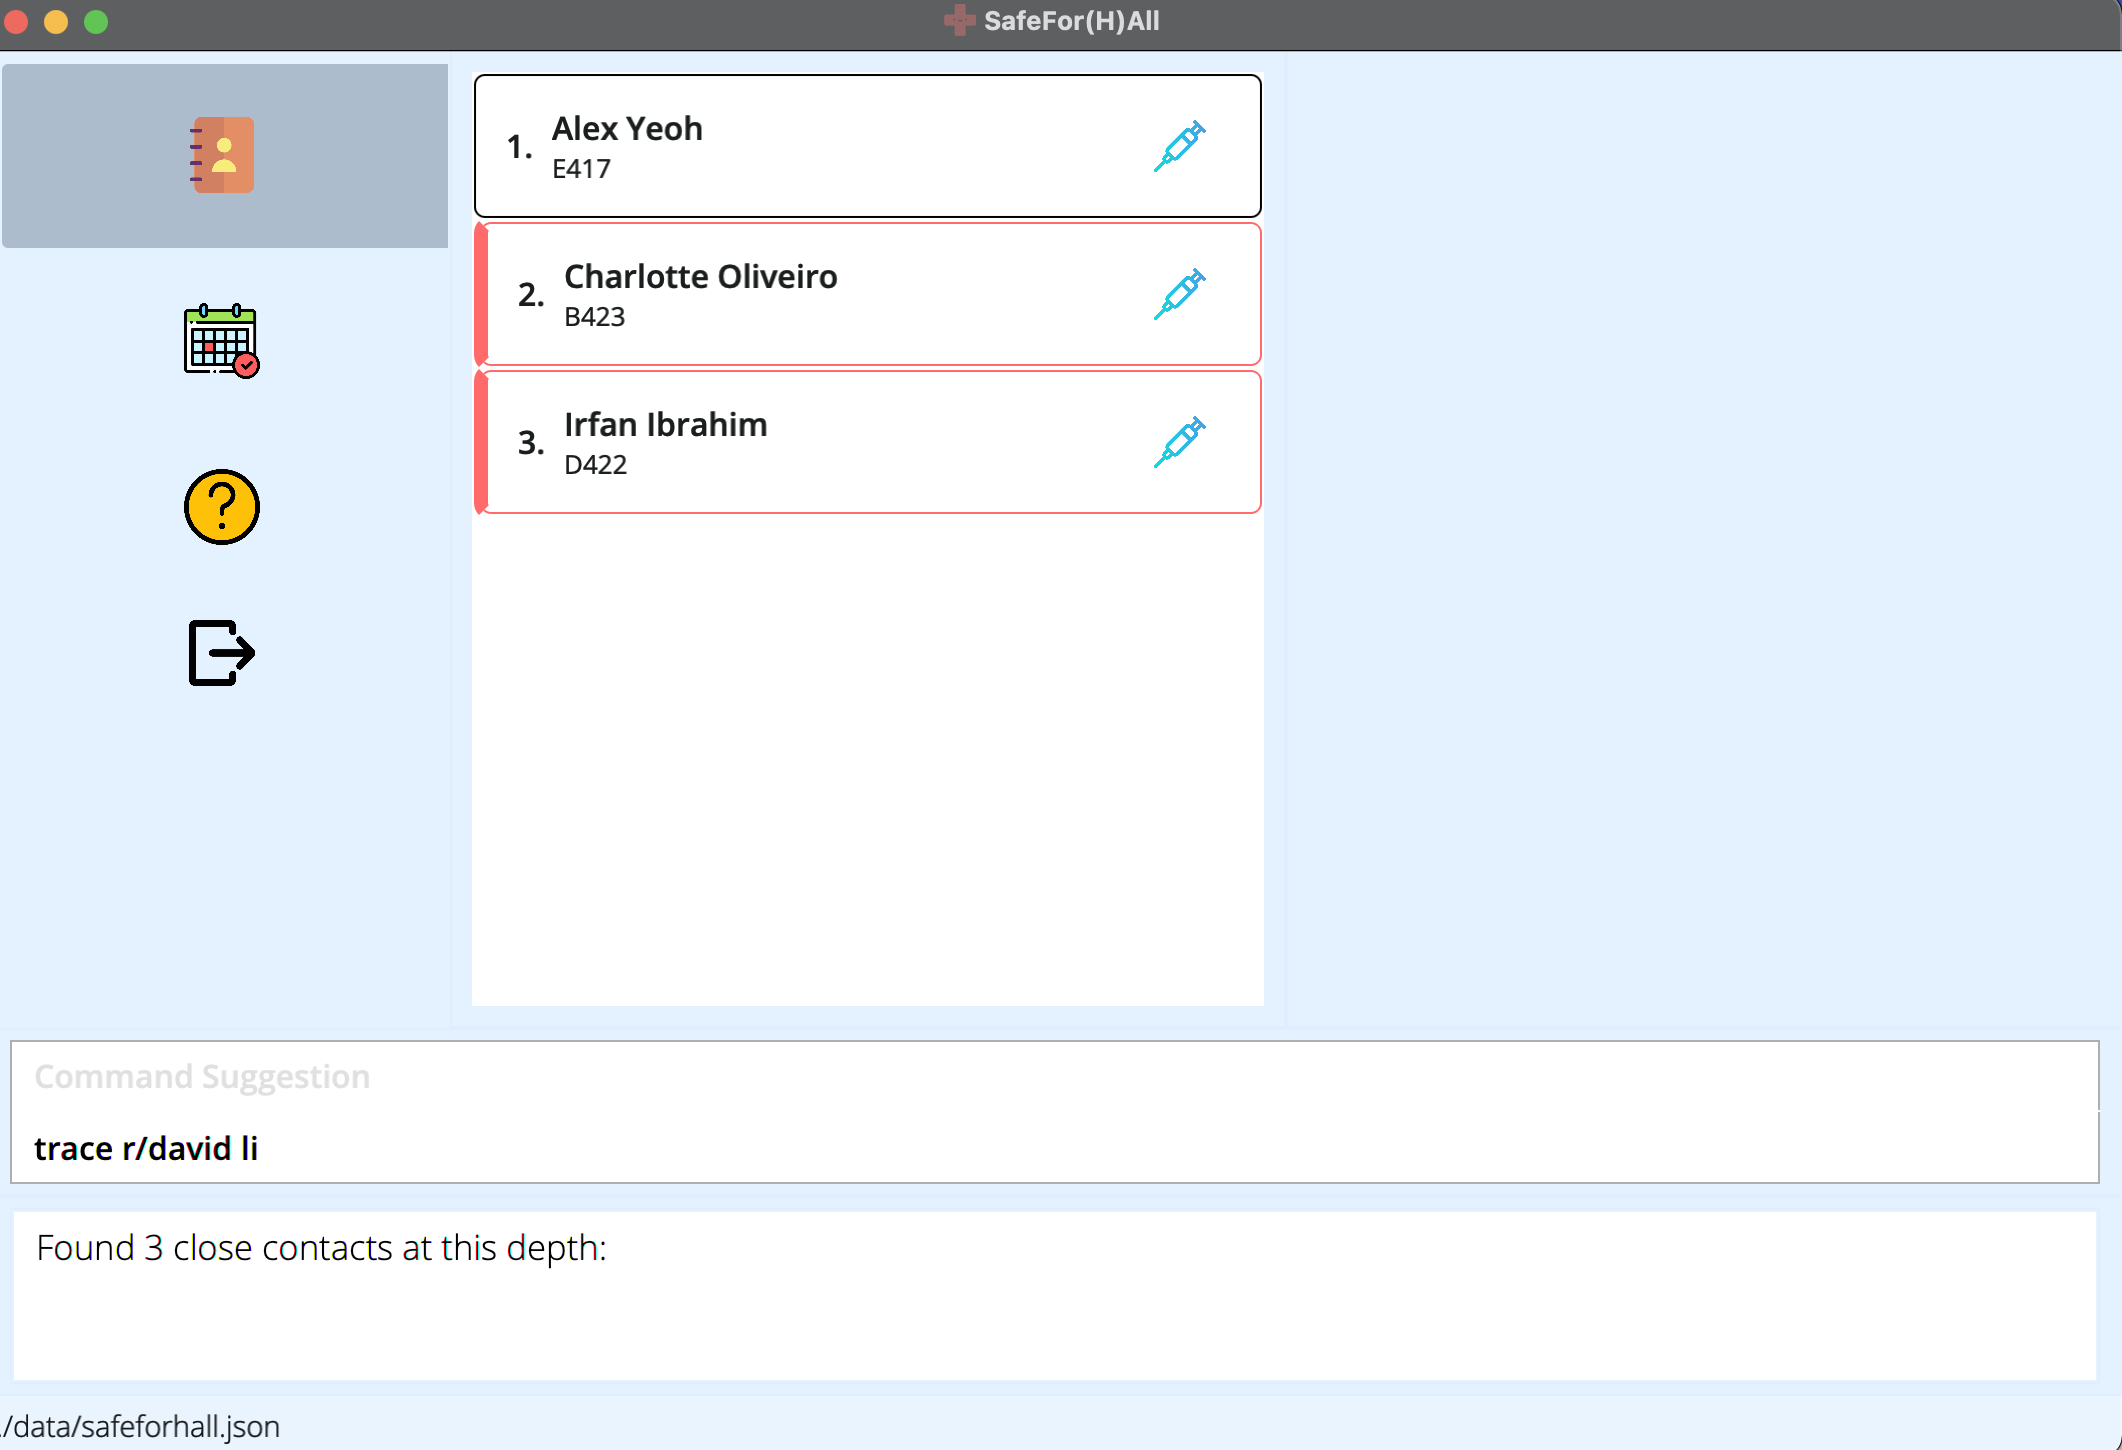 SafeFor(H)All
1.
Alex Yeoh
E417
2.
Charlotte Oliveiro
B423
3.
Irfan Ibrahim
D422
Command Suggestion
trace r/david li
Found 3 close contacts at this depth:
./data/safeforhall.json